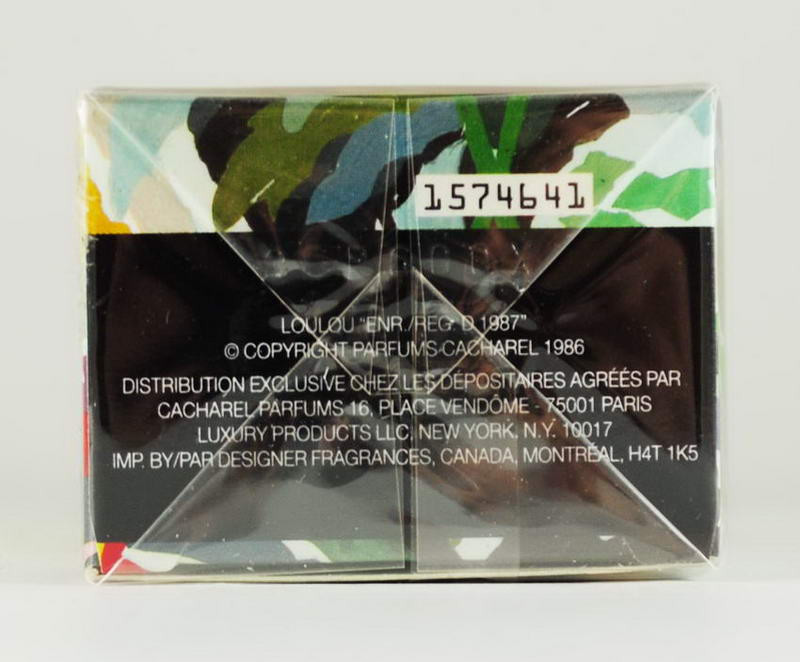 1574641
LOULOU "ENR./REG. D 1987"
© COPYRIGHT PARFUMS CACHAREL 1986
DISTRIBUTION EXCLUSIVE CHEZ LES DÉPOSITAIRES AGRÉÉS PAR
CACHAREL PARFUMS 16, PLACE VENDÔME - 75001 PARIS
LUXURY PRODUCTS LLC, NEW YORK, N.Y. 10017
IMP. BY/PAR DESIGNER FRAGRANCES, CANADA, MONTRÉAL, H4T 1K5